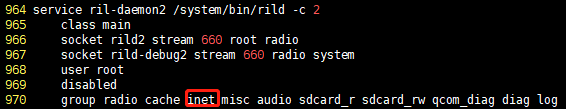 964 service ril-daemon2 /system/bin/rild -c 2
965     class main
966     socket rild2 stream 660 root radio
967     socket ril-debug2 stream 660 radio system
968     user root
969     disabled
970     group radio cache inet misc audio sdcard_r sdcard_rw qcom_diag diag log